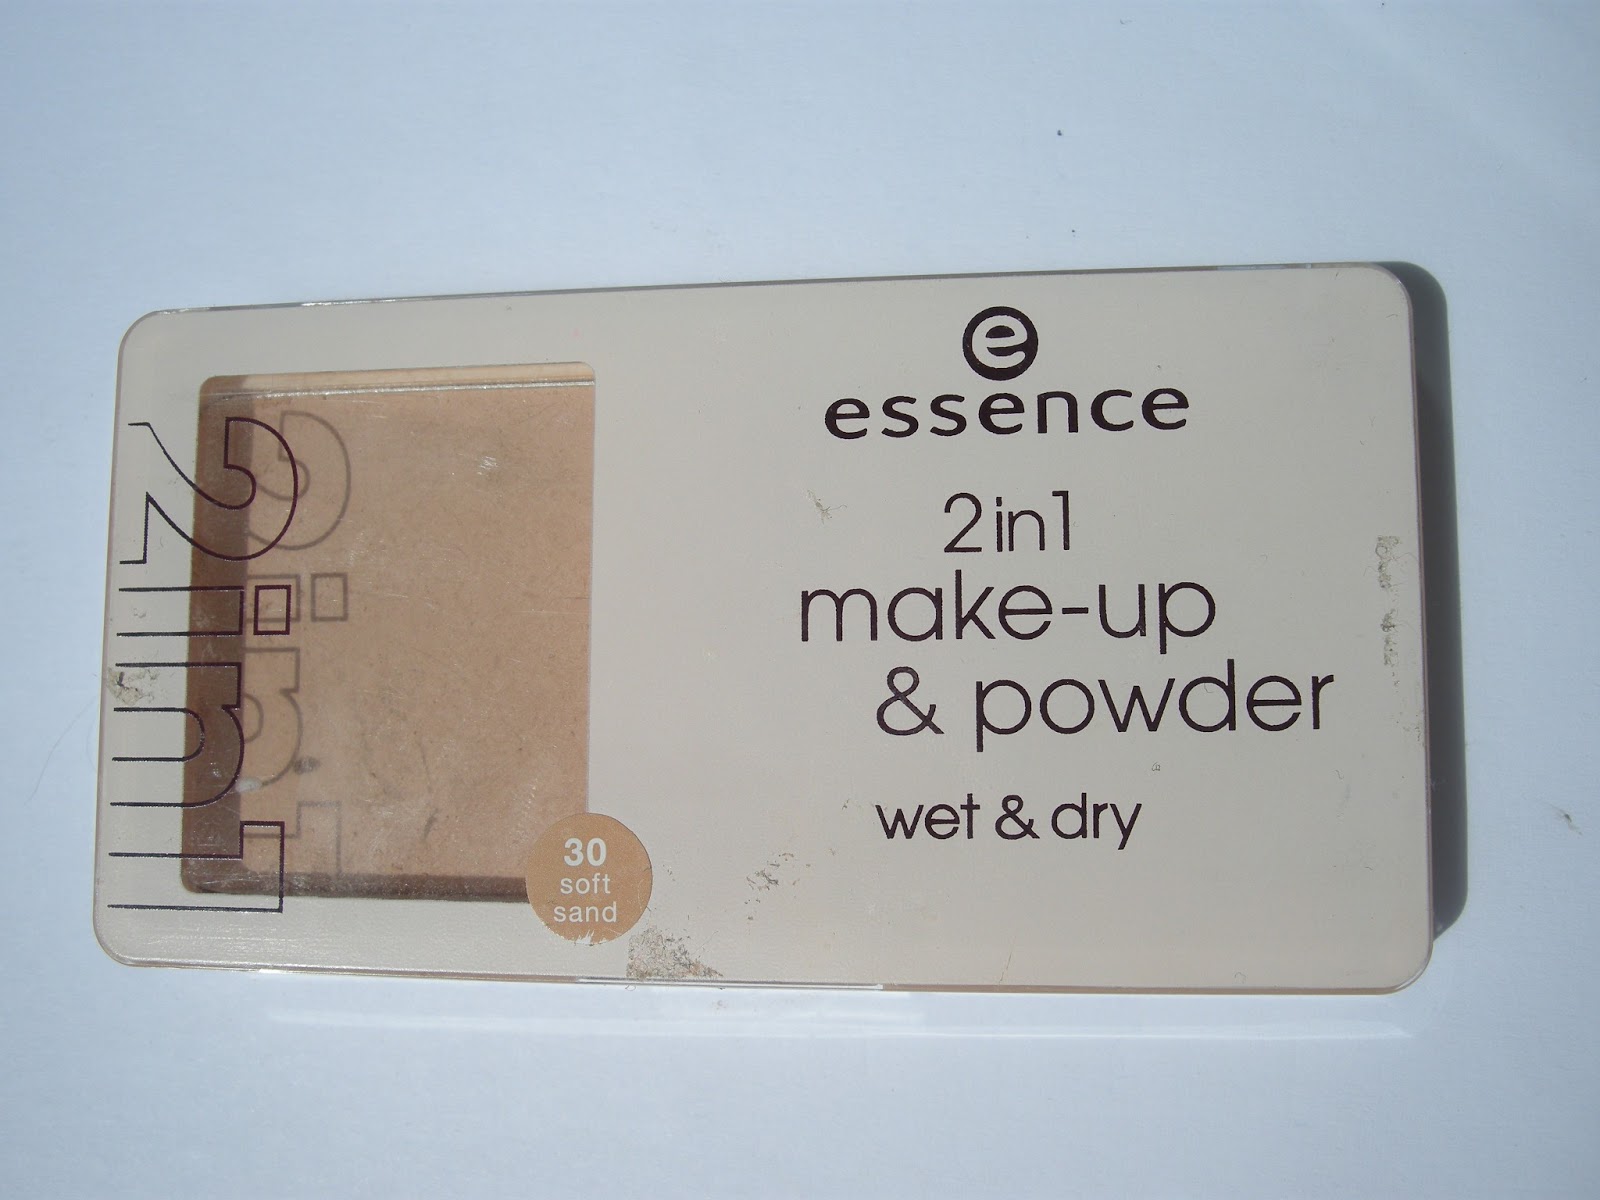 e
essence
2in1
make-up
& powder
wet & dry
2in1
30
soft
sand